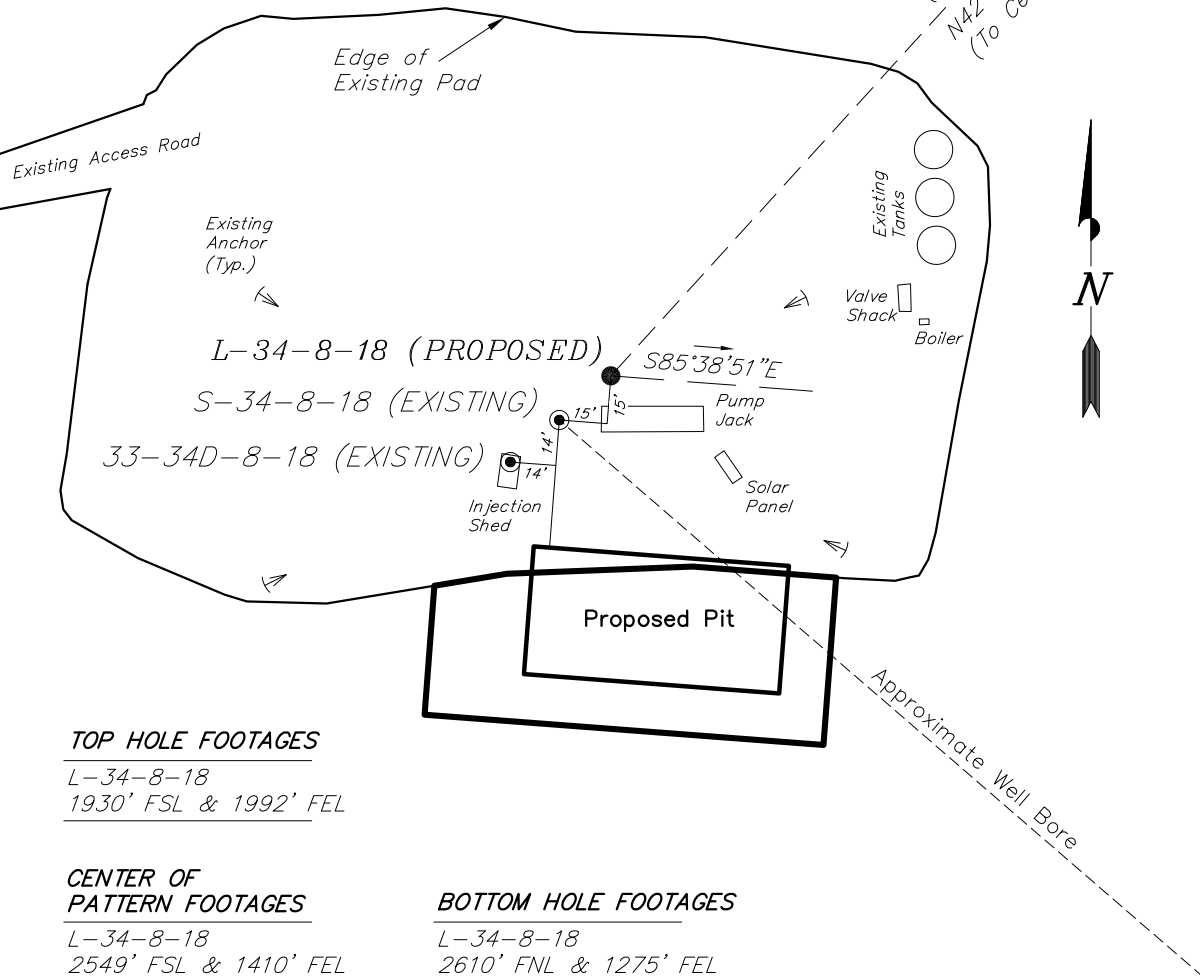 N42
(To Ce
Edge of
Existing Pad
Existing Access Road
Existing
Tanks
Existing
Anchor
(Typ.)
N
Valve
Shack
Boiler
L-34-8-18 (PROPOSED)
S85°38'51"E
S-34-8-18 (EXISTING)
15'
15'
Pump
Jack
14'
33-34D-8-18 (EXISTING)
14'
Injection
Shed
Solar
Panel
Proposed Pit
Approximate Well Bore
TOP HOLE FOOTAGES
L-34-8-18
1930' FSL & 1992' FEL
CENTER OF
PATTERN FOOTAGES
L-34-8-18
2549' FSL & 1410' FEL
BOTTOM HOLE FOOTAGES
L-34-8-18
2610' FNL & 1275' FEL